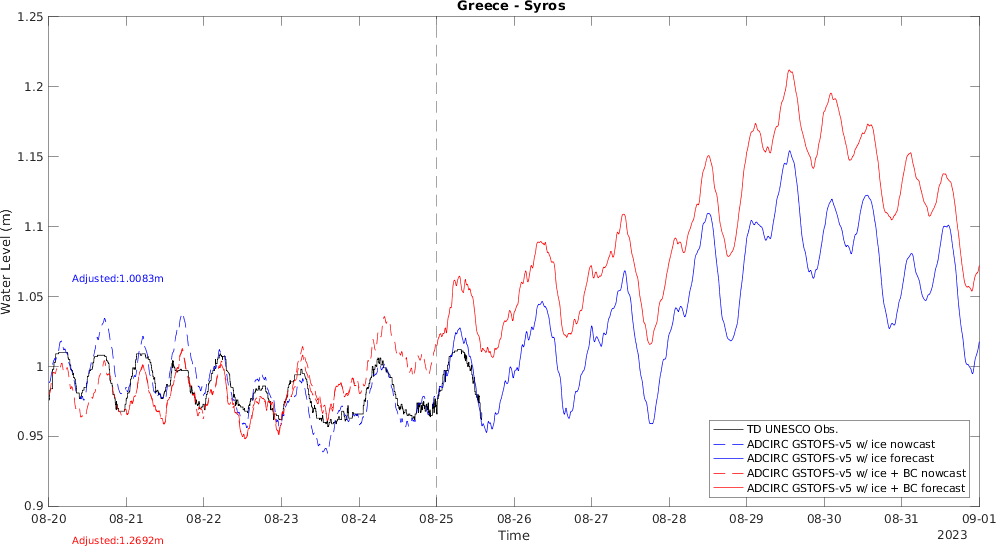 Greece - Syros
1.25
1.2
1.15
1.1
1.05
1
0.95
0.9
Water Level (m)
Adjusted:1.0083m
Adjusted:1.2692m
TD UNESCO Obs.
ADCIRC GSTOFS-v5 w/ ice nowcast
ADCIRC GSTOFS-v5 w/ ice forecast
ADCIRC GSTOFS-v5 w/ ice + BC nowcast
ADCIRC GSTOFS-v5 w/ ice + BC forecast
08-20 08-21 08-22 08-23 08-24 08-25 08-26 08-27 08-28 08-29 08-30 08-31 09-01
Time
2023